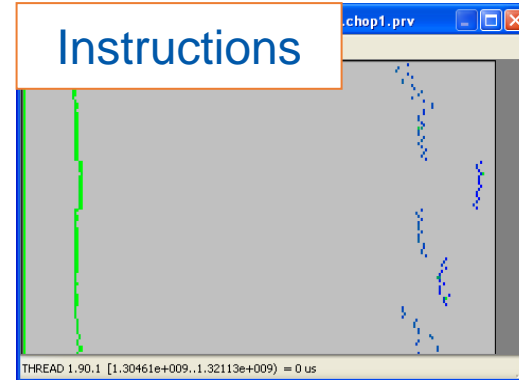 Instructions
.chop1.prv
THREAD 1.90.1 [1.30461e+009..1.32113e+009) = 0 us